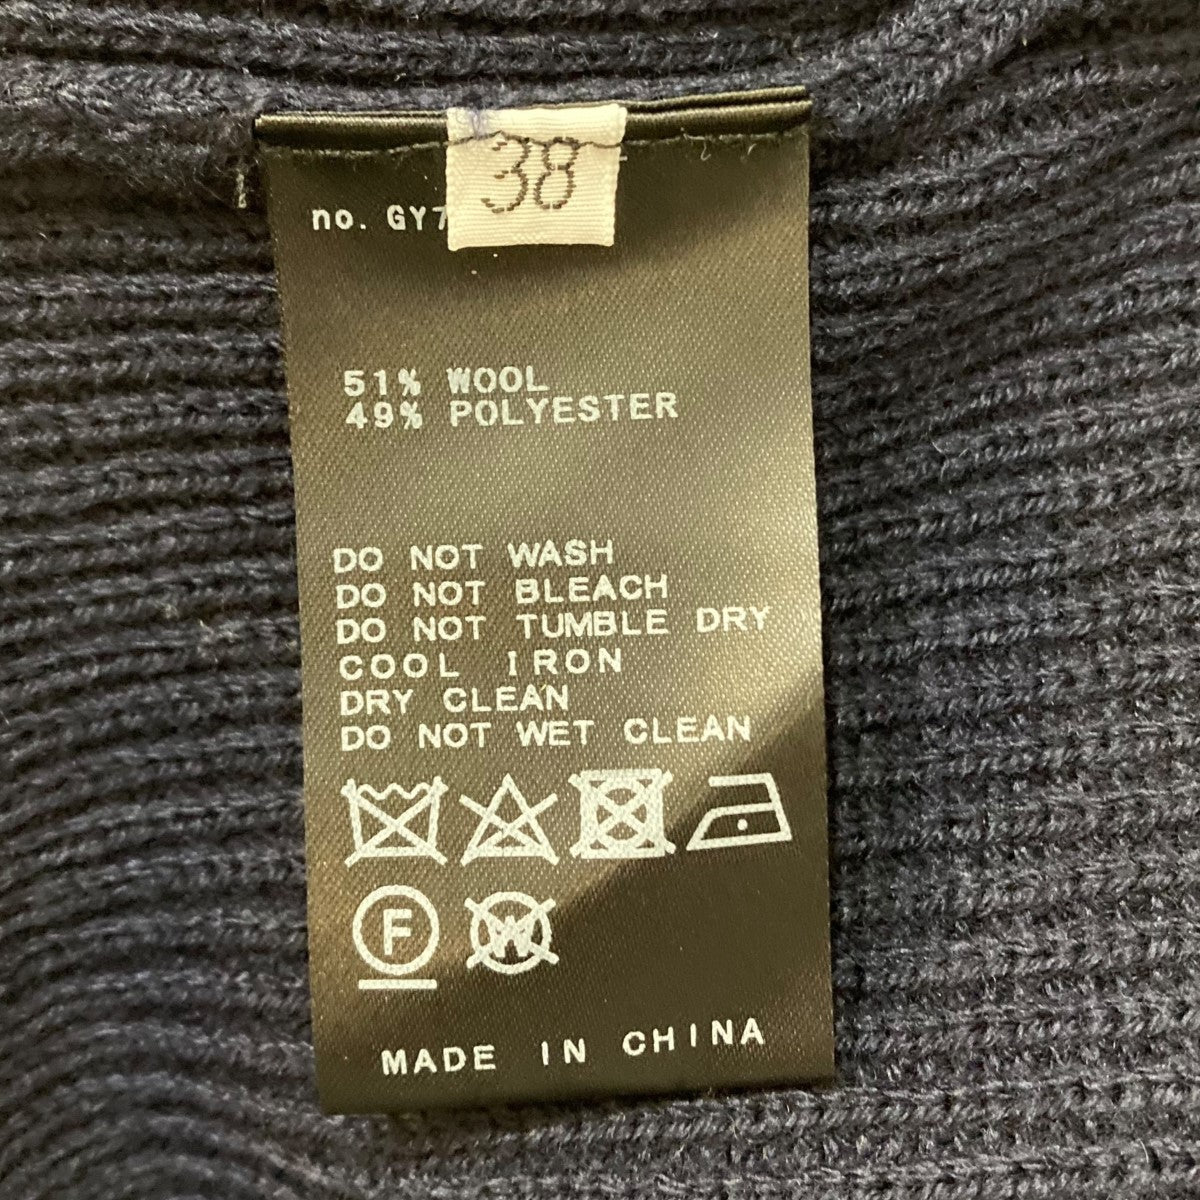 38
no. GY7
51% WOOL
49% POLYESTER
DO NOT WASH
DO NOT BLEACH
DO NOT TUMBLE DRY
COOL IRON
DRY CLEAN
DO NOT WET CLEAN
F W
MADE IN CHINA